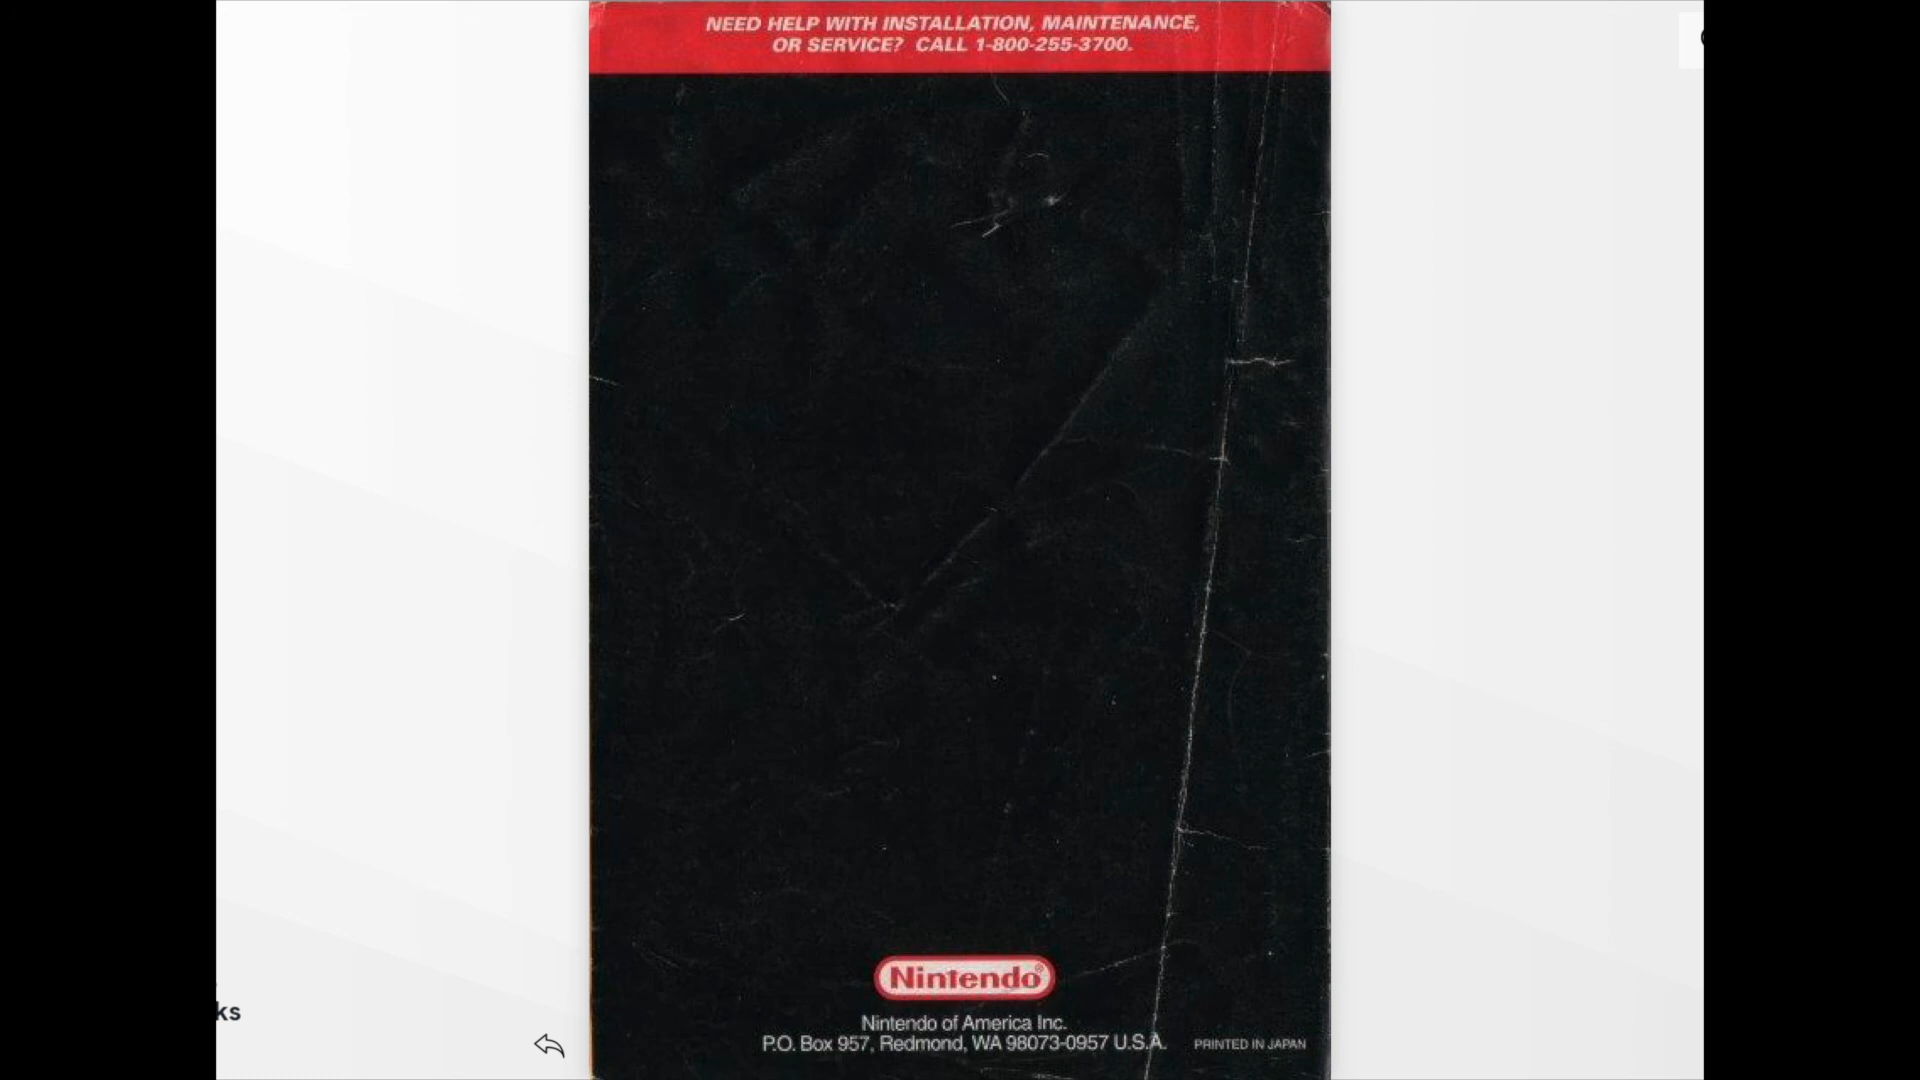 NEED HELP WITH INSTALLATION, MAINTENANCE,
OR SERVICE? CALL 1-800-255-3700.
Nintendo®
Nintendo of America Inc.
P.O. Box 957, Redmond, WA 98073-0957 U.S.A.
PRINTED IN JAPAN
ks